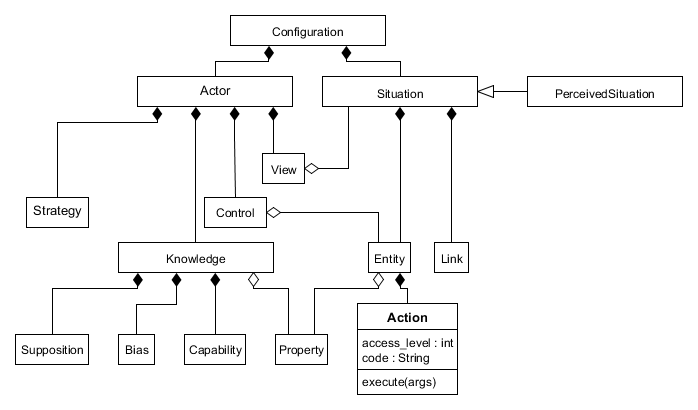 Configuration
Actor
Situation
PerceivedSituation
View
Strategy
Control
Knowledge
Entity
Link
Supposition
Bias
Capability
Property
Action
access_level : int
code : String
execute(args)